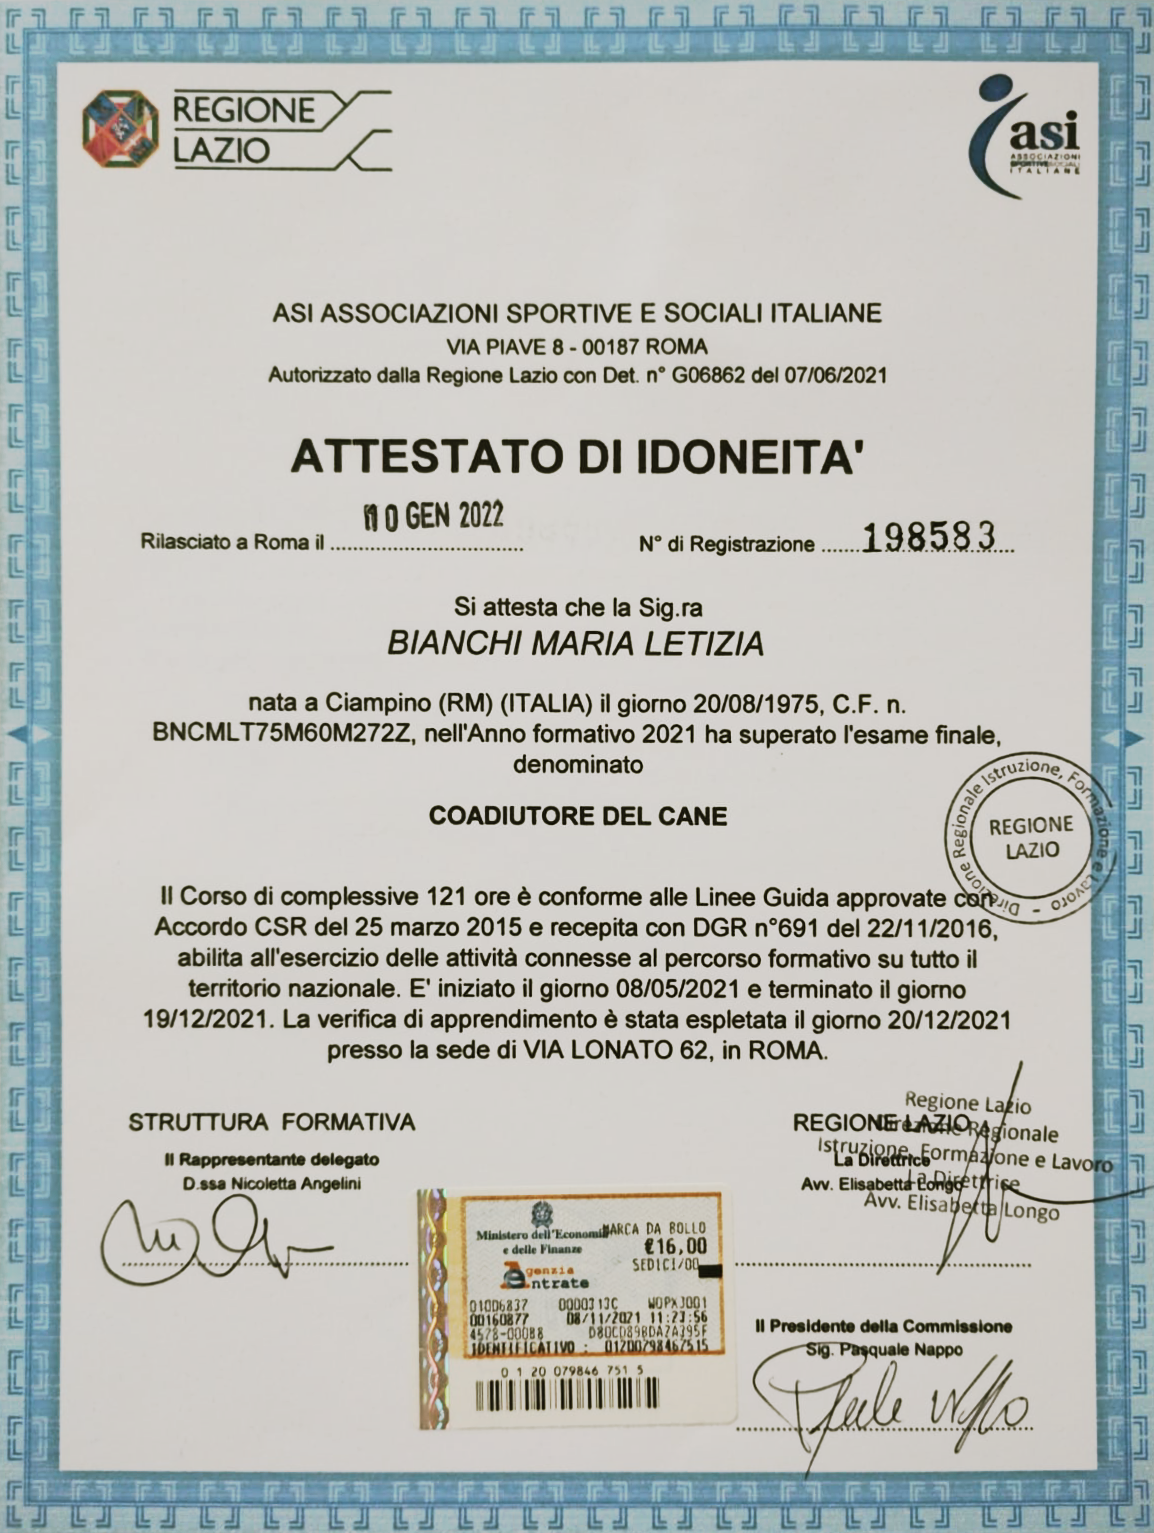 REGIONE
LAZIO
asi
ASSOCIAZIONI
SPORTIVE SOCIALI
ITALIANE
ASI ASSOCIAZIONI SPORTIVE E SOCIALI ITALIANE
VIA PIAVE 8 - 00187 ROMA
Autorizzato dalla Regione Lazio con Det. n° G06862 del 07/06/2021
ATTESTATO DI IDONEITA'
Rilasciato a Roma il 10 GEN 2022
N° di Registrazione 198583
Si attesta che la Sig.ra
BIANCHI MARIA LETIZIA
nata a Ciampino (RM) (ITALIA) il giorno 20/08/1975, C.F. n.
BNCMLT75M60M272Z, nell'Anno formativo 2021 ha superato l'esame finale,
denominato
COADIUTORE DEL CANE
Direzione Regionale Istruzione, Formazione e Lavoro
REGIONE
LAZIO
Il Corso di complessive 121 ore è conforme alle Linee Guida approvate con
Accordo CSR del 25 marzo 2015 e recepita con DGR n°691 del 22/11/2016,
abilita all'esercizio delle attività connesse al percorso formativo su tutto il
territorio nazionale. E' iniziato il giorno 08/05/2021 e terminato il giorno
19/12/2021. La verifica di apprendimento è stata espletata il giorno 20/12/2021
presso la sede di VIA LONATO 62, in ROMA.
STRUTTURA FORMATIVA
Il Rappresentante delegato
D.ssa Nicoletta Angelini
REGIONE LAZIO
La Direttrice
Avv. Elisabetta Longo
Regione Lazio
Direzione Regionale
Istruzione, Formazione e Lavoro
La Direttrice
Avv. Elisabetta Longo
Ministero dell'Economia
e delle Finanze
MARCA DA BOLLO
€16,00
SEDICI/00
Agenzia
Entrate
01006837 0000313C W0PXJ001
00160877 08/11/2021 11:23:56
4578-00088 D80CD89BDA7A395F
IDENTIFICATIVO : 01200798467515
0 1 20 079846 751 5
Il Presidente della Commissione
Sig. Pasquale Nappo